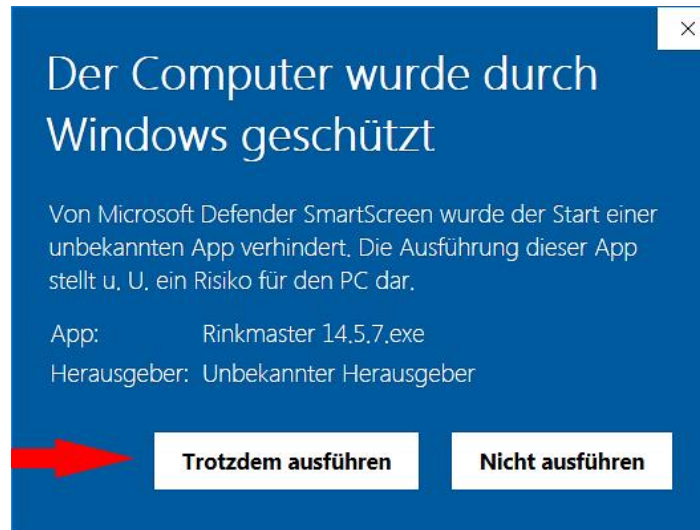 Der Computer wurde durch
Windows geschützt
Von Microsoft Defender SmartScreen wurde der Start einer
unbekannten App verhindert. Die Ausführung dieser App
stellt u. U. ein Risiko für den PC dar.
App: Rinkmaster 14.5.7.exe
Herausgeber: Unbekannter Herausgeber
Trotzdem ausführen Nicht ausführen